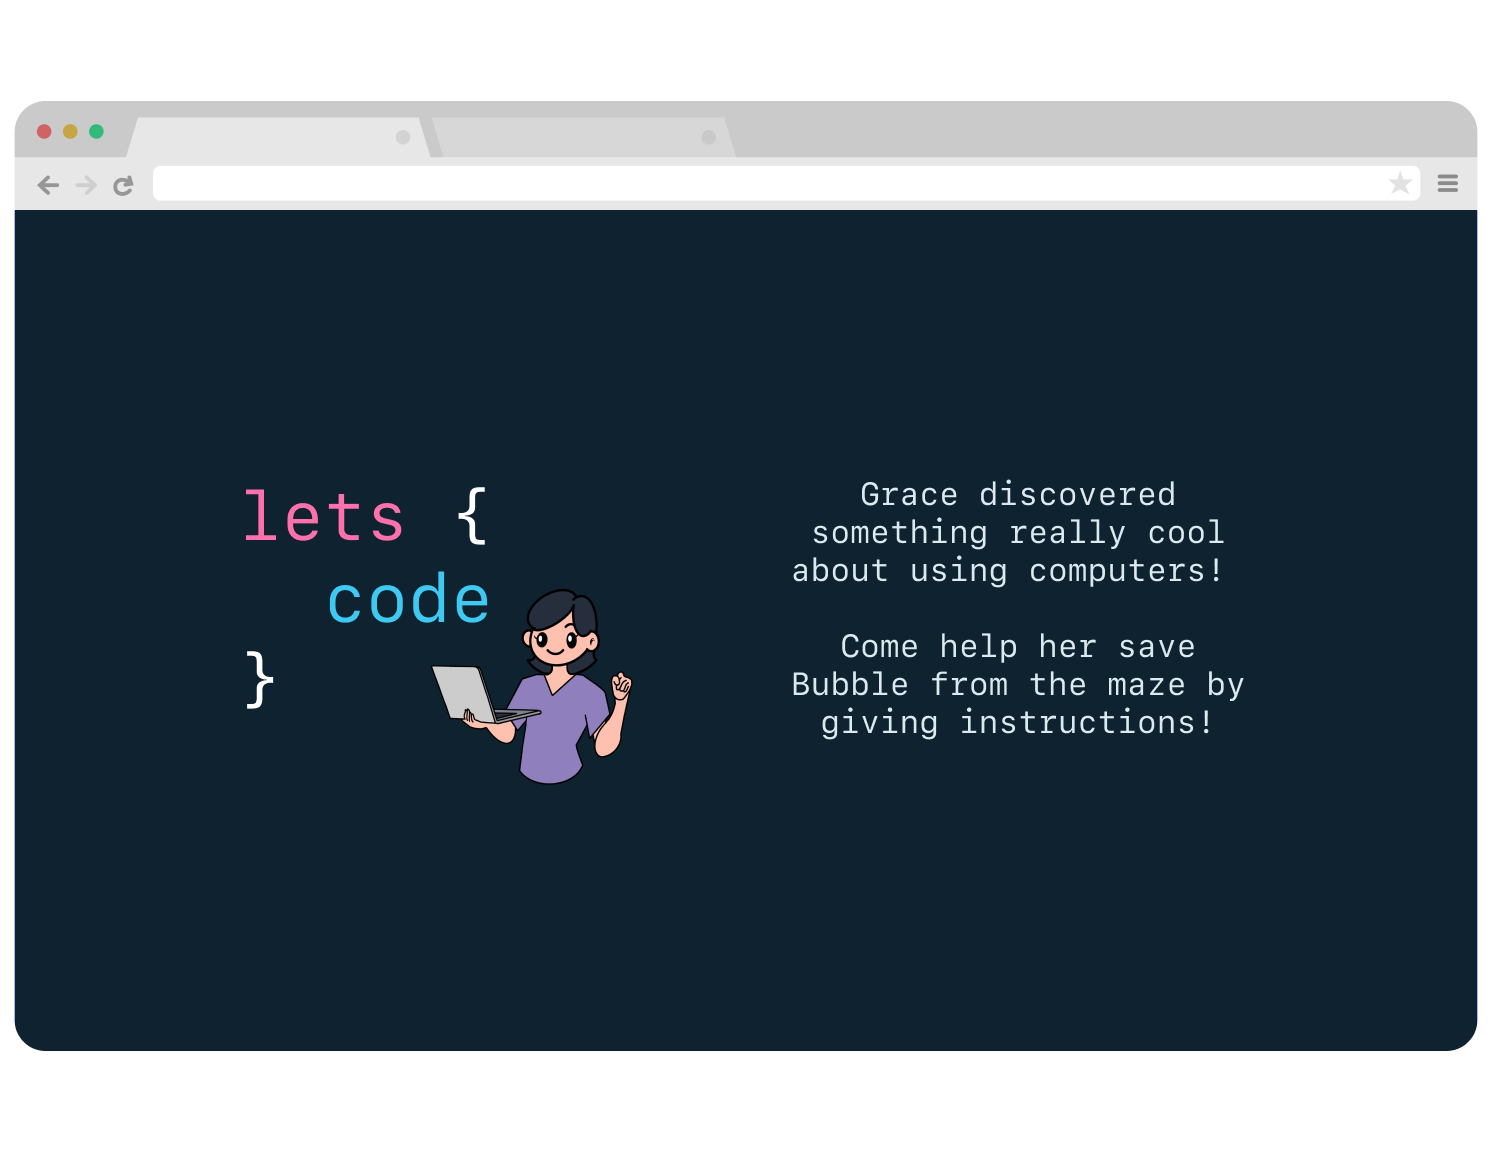 lets {
code
}
Grace discovered
something really cool
about using computers!
Come help her save
Bubble from the maze by
giving instructions!